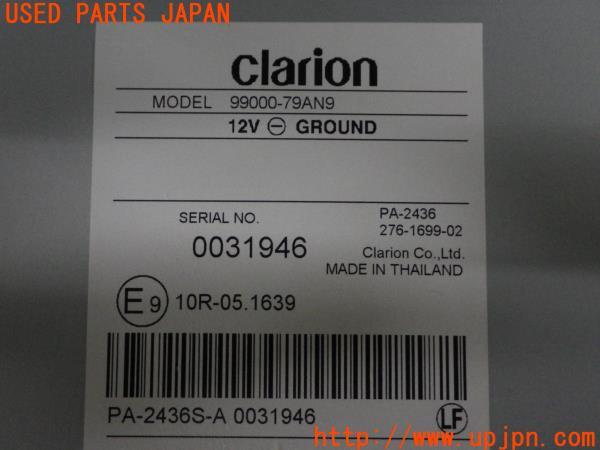 USED PARTS JAPAN
clarion
MODEL 99000-79AN9
12V ⊖ GROUND
SERIAL NO. 0031946
PA-2436
276-1699-02
Clarion Co.,Ltd.
MADE IN THAILAND
E9 10R-05.1639
PA-2436S-A 0031946
LF
http://www.upjpn.com